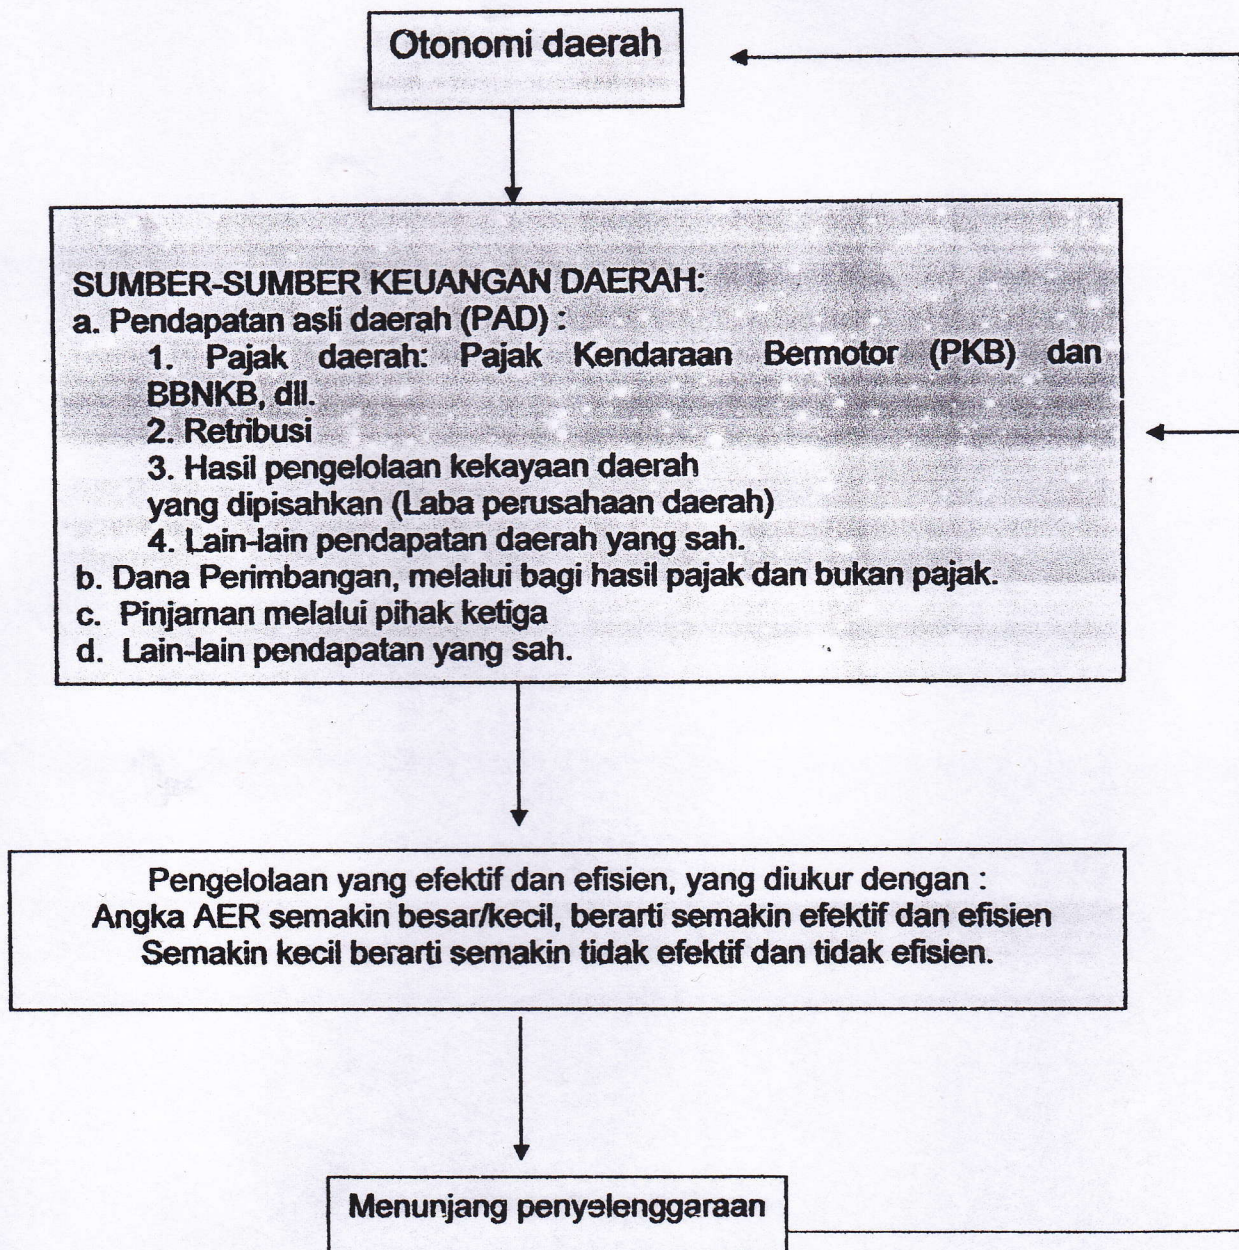 Otonomi daerah
SUMBER-SUMBER KEUANGAN DAERAH:
a. Pendapatan asli daerah (PAD) :
1. Pajak daerah: Pajak Kendaraan Bermotor (PKB) dan
BBNKB, dll.
2. Retribusi
3. Hasil pengelolaan kekayaan daerah
yang dipisahkan (Laba perusahaan daerah)
4. Lain-lain pendapatan daerah yang sah.
b. Dana Perimbangan, melalui bagi hasil pajak dan bukan pajak.
c. Pinjaman melalui pihak ketiga
d. Lain-lain pendapatan yang sah.
Pengelolaan yang efektif dan efisien, yang diukur dengan :
Angka AER semakin besar/kecil, berarti semakin efektif dan efisien
Semakin kecil berarti semakin tidak efektif dan tidak efisien.
Menunjang penyelenggaraan